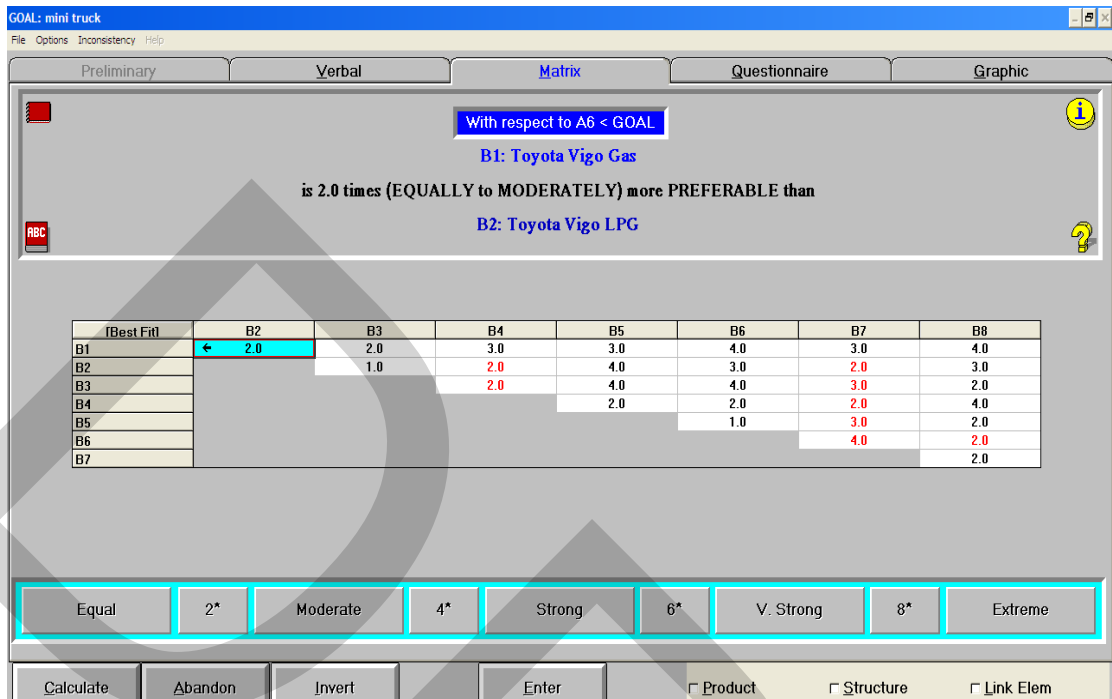 GOAL: mini truck
File Options Inconsistency Help
Preliminary Verbal Matrix Questionnaire Graphic
With respect to A6 < GOAL
i
B1: Toyota Vigo Gas
is 2.0 times (EQUALLY to MODERATELY) more PREFERABLE than
B2: Toyota Vigo LPG
ABC ?
[Best Fit] B2 B3 B4 B5 B6 B7 B8
B1 ← 2.0 2.0 3.0 3.0 4.0 3.0 4.0
B2 1.0 2.0 4.0 3.0 2.0 3.0
B3 2.0 4.0 4.0 3.0 2.0
B4 2.0 2.0 2.0 4.0
B5 1.0 3.0 2.0
B6 4.0 2.0
B7 2.0
Equal 2* Moderate 4* Strong 6* V. Strong 8* Extreme
Calculate Abandon Invert Enter Product Structure Link Elem